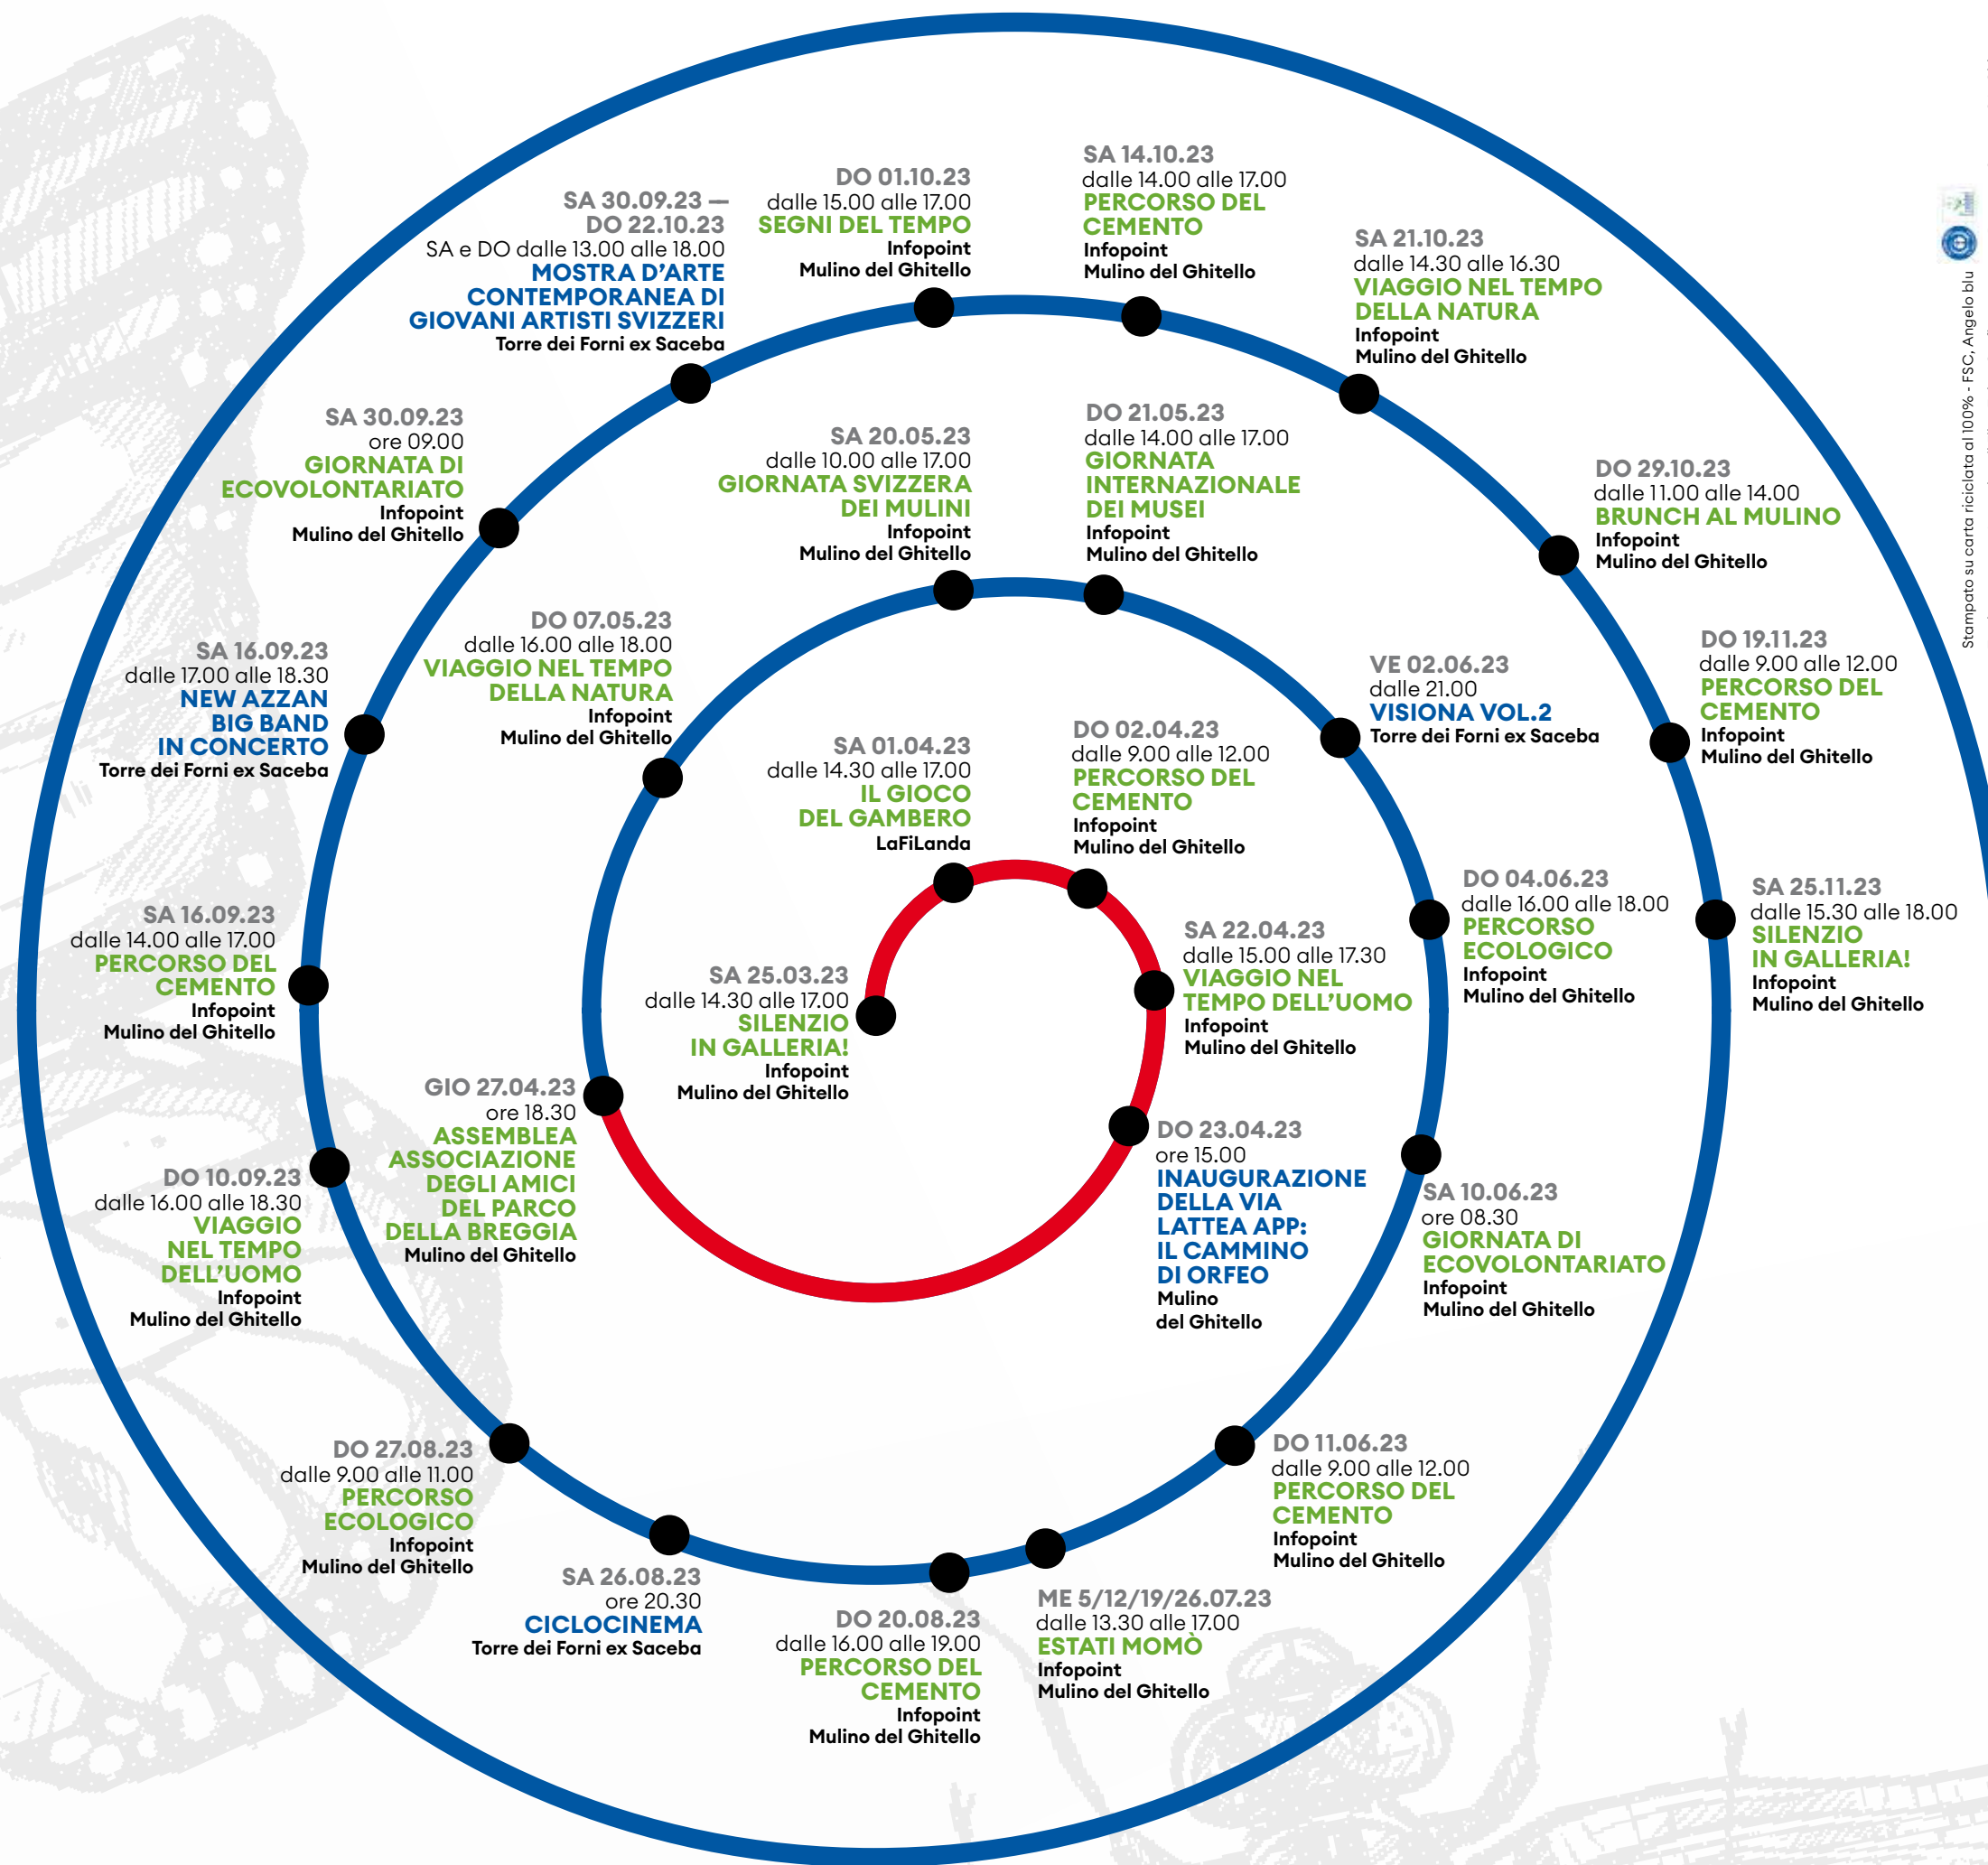 SA 25.03.23
dalle 14.30 alle 17.00
SILENZIO
IN GALLERIA!
Infopoint
Mulino del Ghitello
SA 01.04.23
dalle 14.30 alle 17.00
IL GIOCO
DEL GAMBERO
LaFiLanda
DO 02.04.23
dalle 9.00 alle 12.00
PERCORSO DEL
CEMENTO
Infopoint
Mulino del Ghitello
SA 22.04.23
dalle 15.00 alle 17.30
VIAGGIO NEL
TEMPO DELL’UOMO
Infopoint
Mulino del Ghitello
DO 23.04.23
ore 15.00
INAUGURAZIONE
DELLA VIA
LATTEA APP:
IL CAMMINO
DI ORFEO
Mulino
del Ghitello
GIO 27.04.23
ore 18.30
ASSEMBLEA
ASSOCIAZIONE
DEGLI AMICI
DEL PARCO
DELLA BREGGIA
Mulino del Ghitello
DO 07.05.23
dalle 16.00 alle 18.00
VIAGGIO NEL TEMPO
DELLA NATURA
Infopoint
Mulino del Ghitello
SA 20.05.23
dalle 10.00 alle 17.00
GIORNATA SVIZZERA
DEI MULINI
Infopoint
Mulino del Ghitello
DO 21.05.23
dalle 14.00 alle 17.00
GIORNATA
INTERNAZIONALE
DEI MUSEI
Infopoint
Mulino del Ghitello
VE 02.06.23
dalle 21.00
VISIONA VOL.2
Torre dei Forni ex Saceba
DO 04.06.23
dalle 16.00 alle 18.00
PERCORSO
ECOLOGICO
Infopoint
Mulino del Ghitello
SA 10.06.23
ore 08.30
GIORNATA DI
ECOVOLONTARIATO
Infopoint
Mulino del Ghitello
DO 11.06.23
dalle 9.00 alle 12.00
PERCORSO DEL
CEMENTO
Infopoint
Mulino del Ghitello
ME 5/12/19/26.07.23
dalle 13.30 alle 17.00
ESTATI MOMÒ
Infopoint
Mulino del Ghitello
DO 20.08.23
dalle 16.00 alle 19.00
PERCORSO DEL
CEMENTO
Infopoint
Mulino del Ghitello
SA 26.08.23
ore 20.30
CICLOCINEMA
Torre dei Forni ex Saceba
DO 27.08.23
dalle 9.00 alle 11.00
PERCORSO
ECOLOGICO
Infopoint
Mulino del Ghitello
DO 10.09.23
dalle 16.00 alle 18.30
VIAGGIO
NEL TEMPO
DELL’UOMO
Infopoint
Mulino del Ghitello
SA 16.09.23
dalle 14.00 alle 17.00
PERCORSO DEL
CEMENTO
Infopoint
Mulino del Ghitello
SA 16.09.23
dalle 17.00 alle 18.30
NEW AZZAN
BIG BAND
IN CONCERTO
Torre dei Forni ex Saceba
SA 30.09.23
ore 09.00
GIORNATA DI
ECOVOLONTARIATO
Infopoint
Mulino del Ghitello
SA 30.09.23 —
DO 22.10.23
SA e DO dalle 13.00 alle 18.00
MOSTRA D’ARTE
CONTEMPORANEA DI
GIOVANI ARTISTI SVIZZERI
Torre dei Forni ex Saceba
DO 01.10.23
dalle 15.00 alle 17.00
SEGNI DEL TEMPO
Infopoint
Mulino del Ghitello
SA 14.10.23
dalle 14.00 alle 17.00
PERCORSO DEL
CEMENTO
Infopoint
Mulino del Ghitello
SA 21.10.23
dalle 14.30 alle 16.30
VIAGGIO NEL TEMPO
DELLA NATURA
Infopoint
Mulino del Ghitello
DO 29.10.23
dalle 11.00 alle 14.00
BRUNCH AL MULINO
Infopoint
Mulino del Ghitello
DO 19.11.23
dalle 9.00 alle 12.00
PERCORSO DEL
CEMENTO
Infopoint
Mulino del Ghitello
SA 25.11.23
dalle 15.30 alle 18.00
SILENZIO
IN GALLERIA!
Infopoint
Mulino del Ghitello
Stampato su carta riciclata al 100% - FSC, Angelo blu